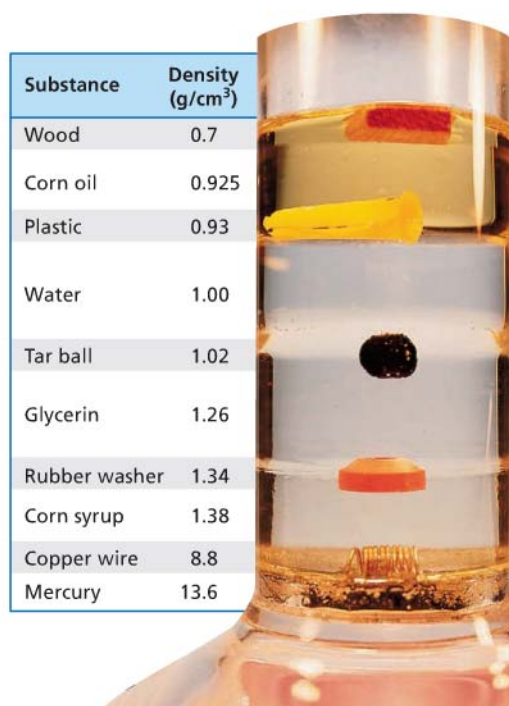 Substance Density (g/cm³)
Wood 0.7
Corn oil 0.925
Plastic 0.93
Water 1.00
Tar ball 1.02
Glycerin 1.26
Rubber washer 1.34
Corn syrup 1.38
Copper wire 8.8
Mercury 13.6